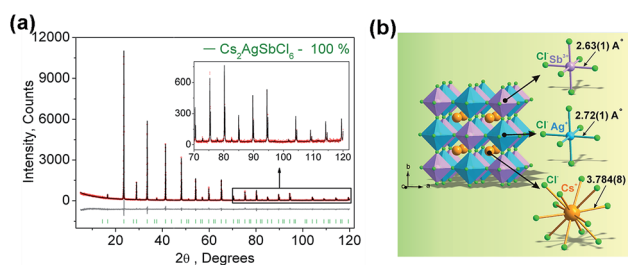 (a)
12000
9000
6000
3000
0
Intensity, Counts
— Cs₂AgSbCl₆ - 100 %
600
300
0
70 80 90 100 110 120
20 40 60 80 100 120
2θ , Degrees
(b)
Cl⁻
Sb³⁺
2.63(1) A°
Cl⁻
Ag⁺
2.72(1) A°
Cl⁻
Cs⁺
3.784(8)
b
c
a